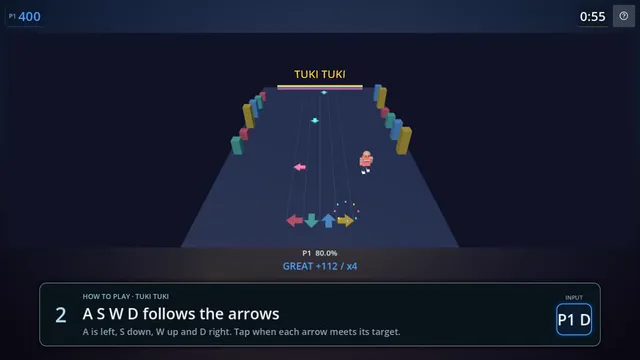 P1 400
0:55
TUKI TUKI
P1 80.0%
GREAT +112 / x4
2
HOW TO PLAY · TUKI TUKI
A S W D follows the arrows
A is left, S down, W up and D right. Tap when each arrow meets its target.
INPUT
P1 D